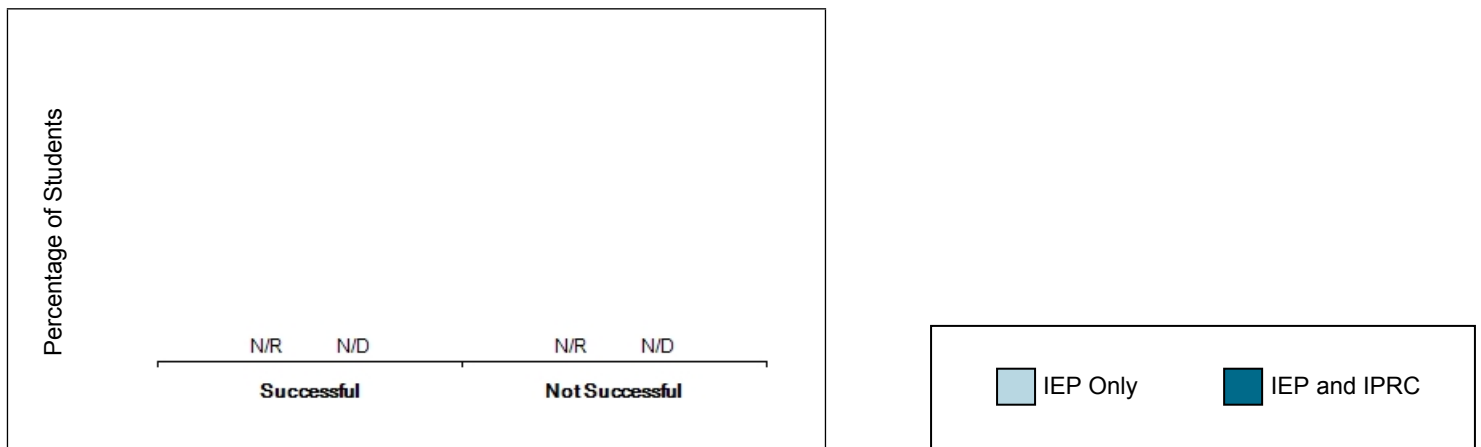 Percentage of Students
N/R N/D N/R N/D
Successful Not Successful
IEP Only IEP and IPRC